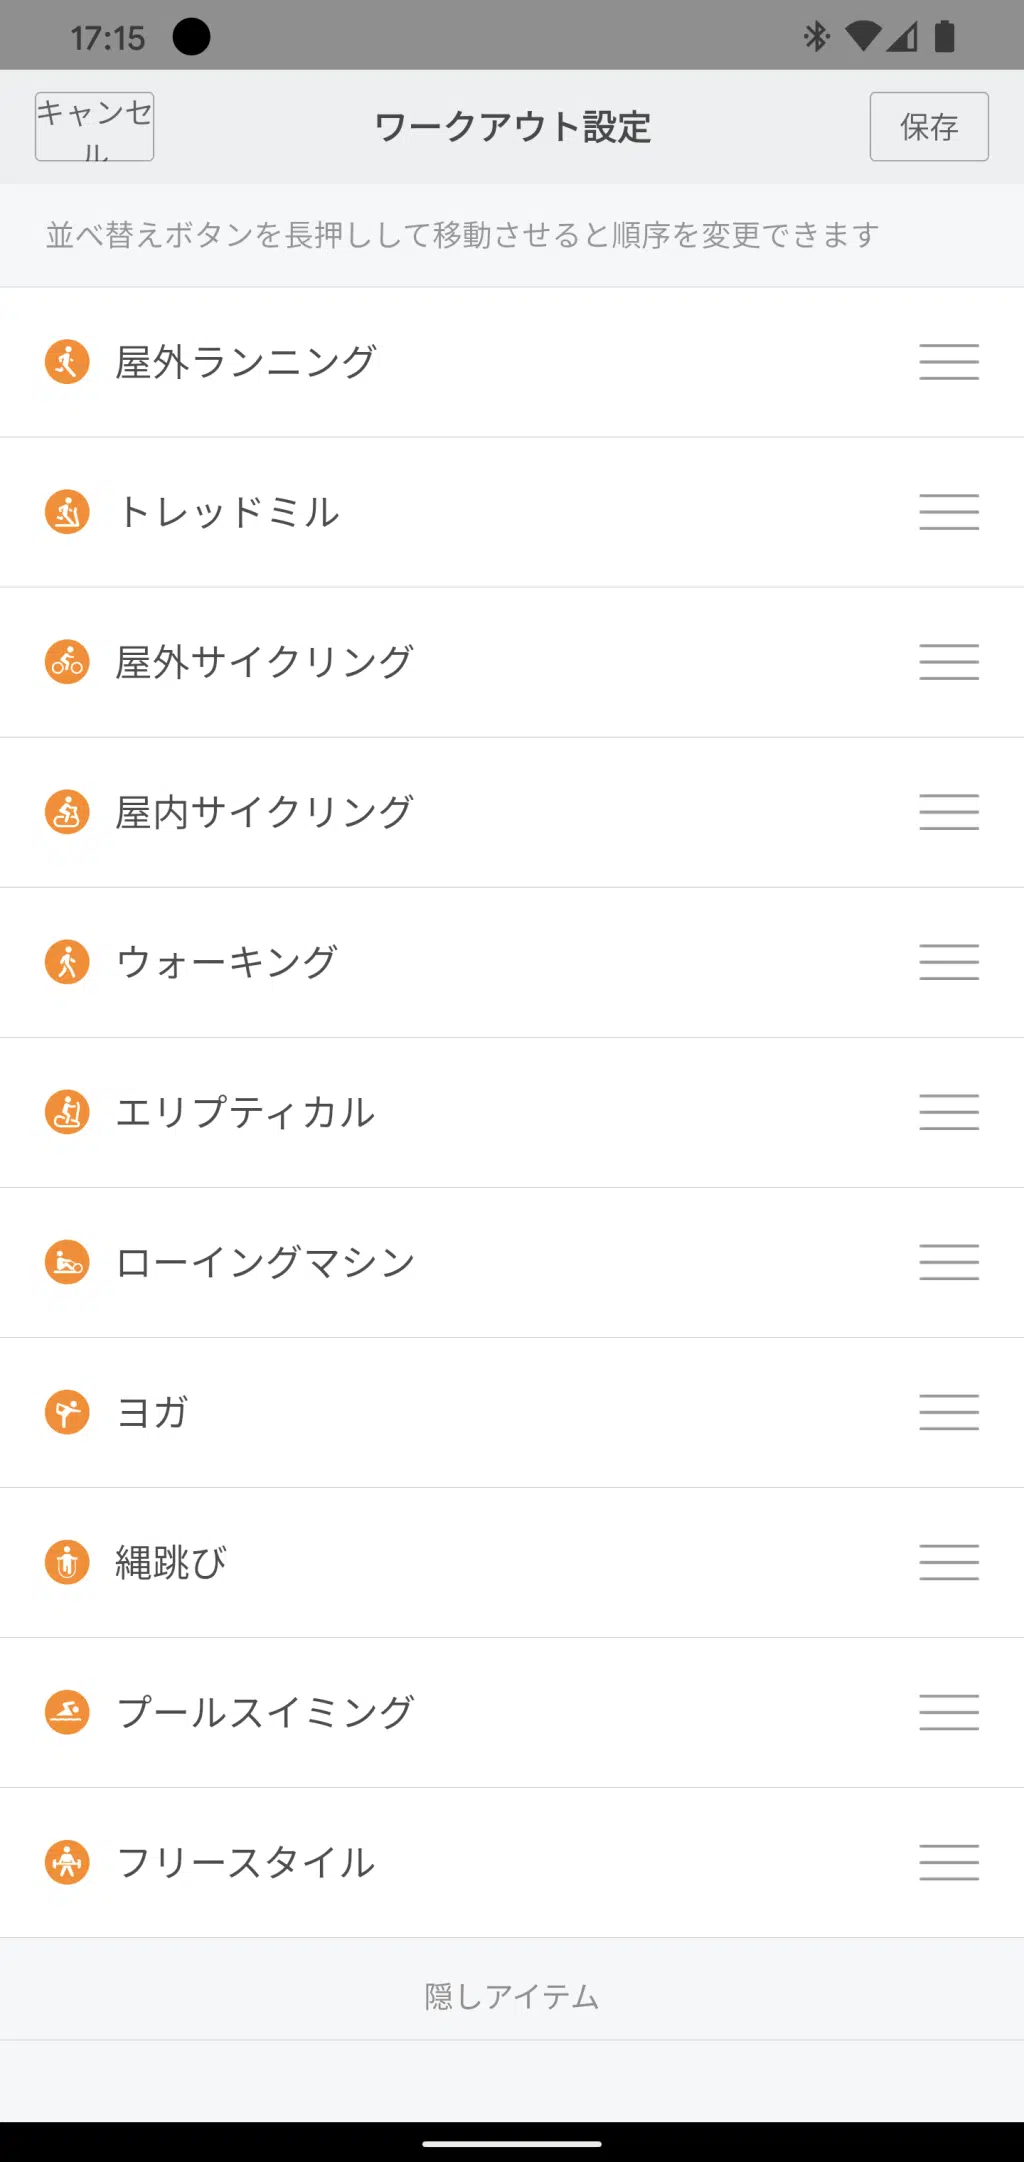 17:15
キャンセ
ル
ワークアウト設定
保存
並べ替えボタンを長押しして移動させると順序を変更できます
屋外ランニング
トレッドミル
屋外サイクリング
屋内サイクリング
ウォーキング
エリプティカル
ローイングマシン
ヨガ
縄跳び
プールスイミング
フリースタイル
隠しアイテム